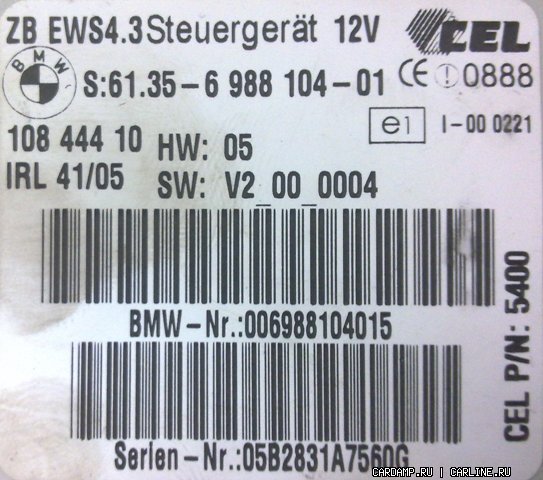 ZB EWS4.3 Steuergerät 12V
CEL
BMW
S:61.35-6 988 104-01 CE 0888
108 444 10 HW: 05
e1 I-00 0221
IRL 41/05 SW: V2_00_0004
BMW-Nr.:006988104015
CEL P/N: 5400
Serien-Nr.:05B2831A7560G
CARDAMP.RU | CARLINE.RU